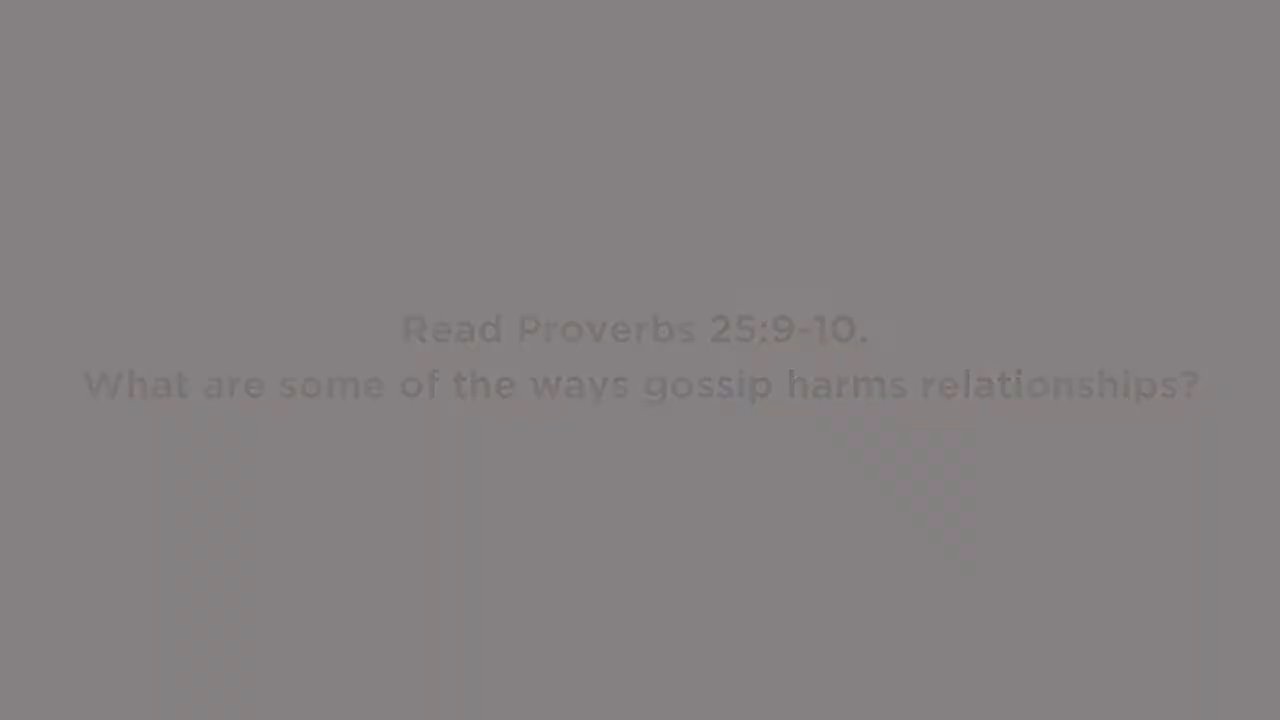 Read Proverbs 25:9-10.
What are some of the ways gossip harms relationships?